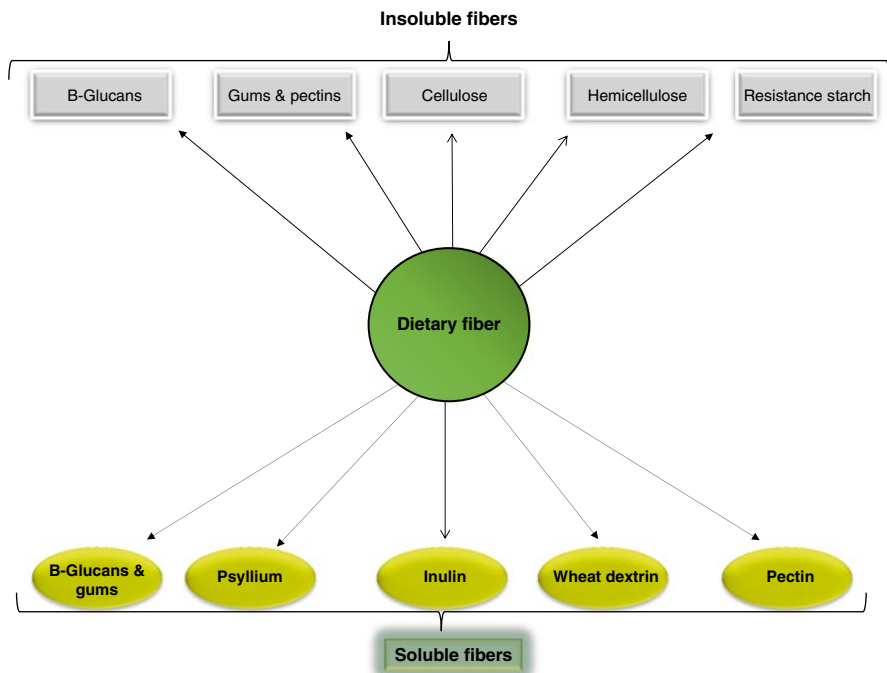 Insoluble fibers
B-Glucans
Gums & pectins
Cellulose
Hemicellulose
Resistance starch
Dietary fiber
B-Glucans &
gums
Psyllium
Inulin
Wheat dextrin
Pectin
Soluble fibers